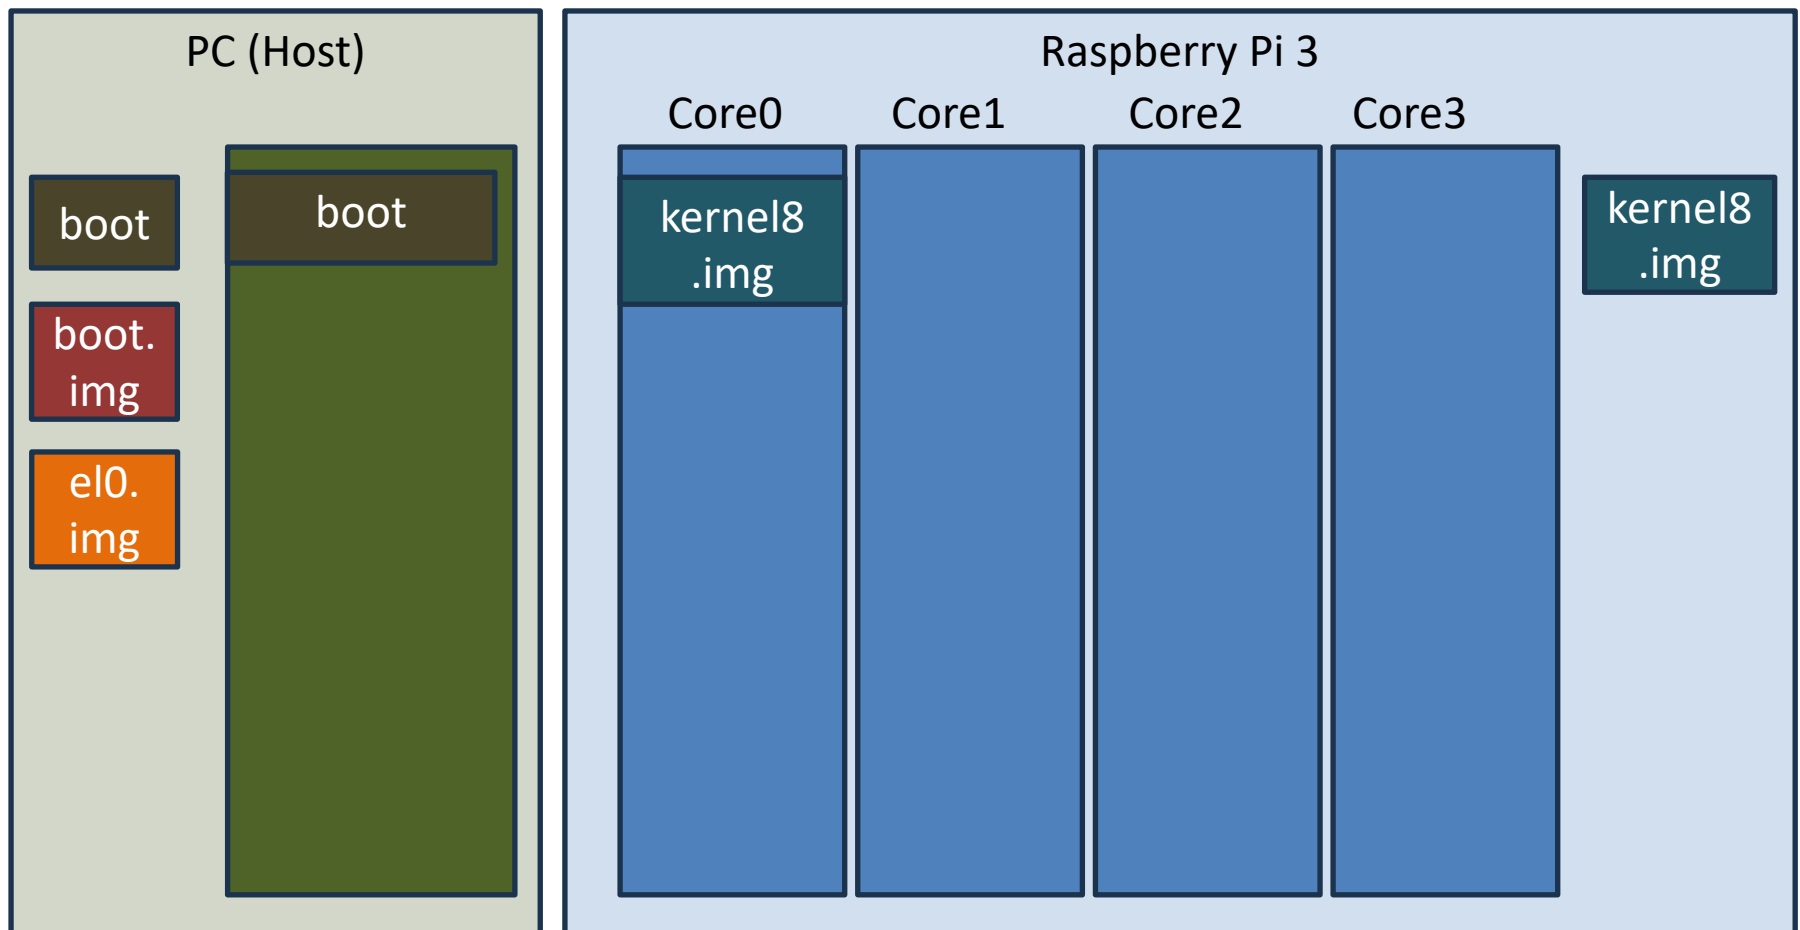 PC (Host)
boot
boot.
img
el0.
img
boot
Raspberry Pi 3
Core0
Core1
Core2
Core3
kernel8
.img
kernel8
.img